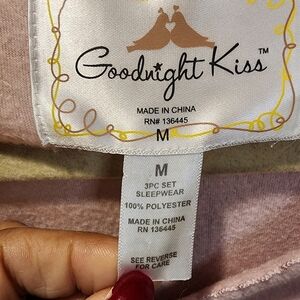 Goodnight Kiss™
MADE IN CHINA
RN# 136445
M
M
3PC SET
SLEEPWEAR
100% POLYESTER
MADE IN CHINA
RN 136445
SEE REVERSE
FOR CARE